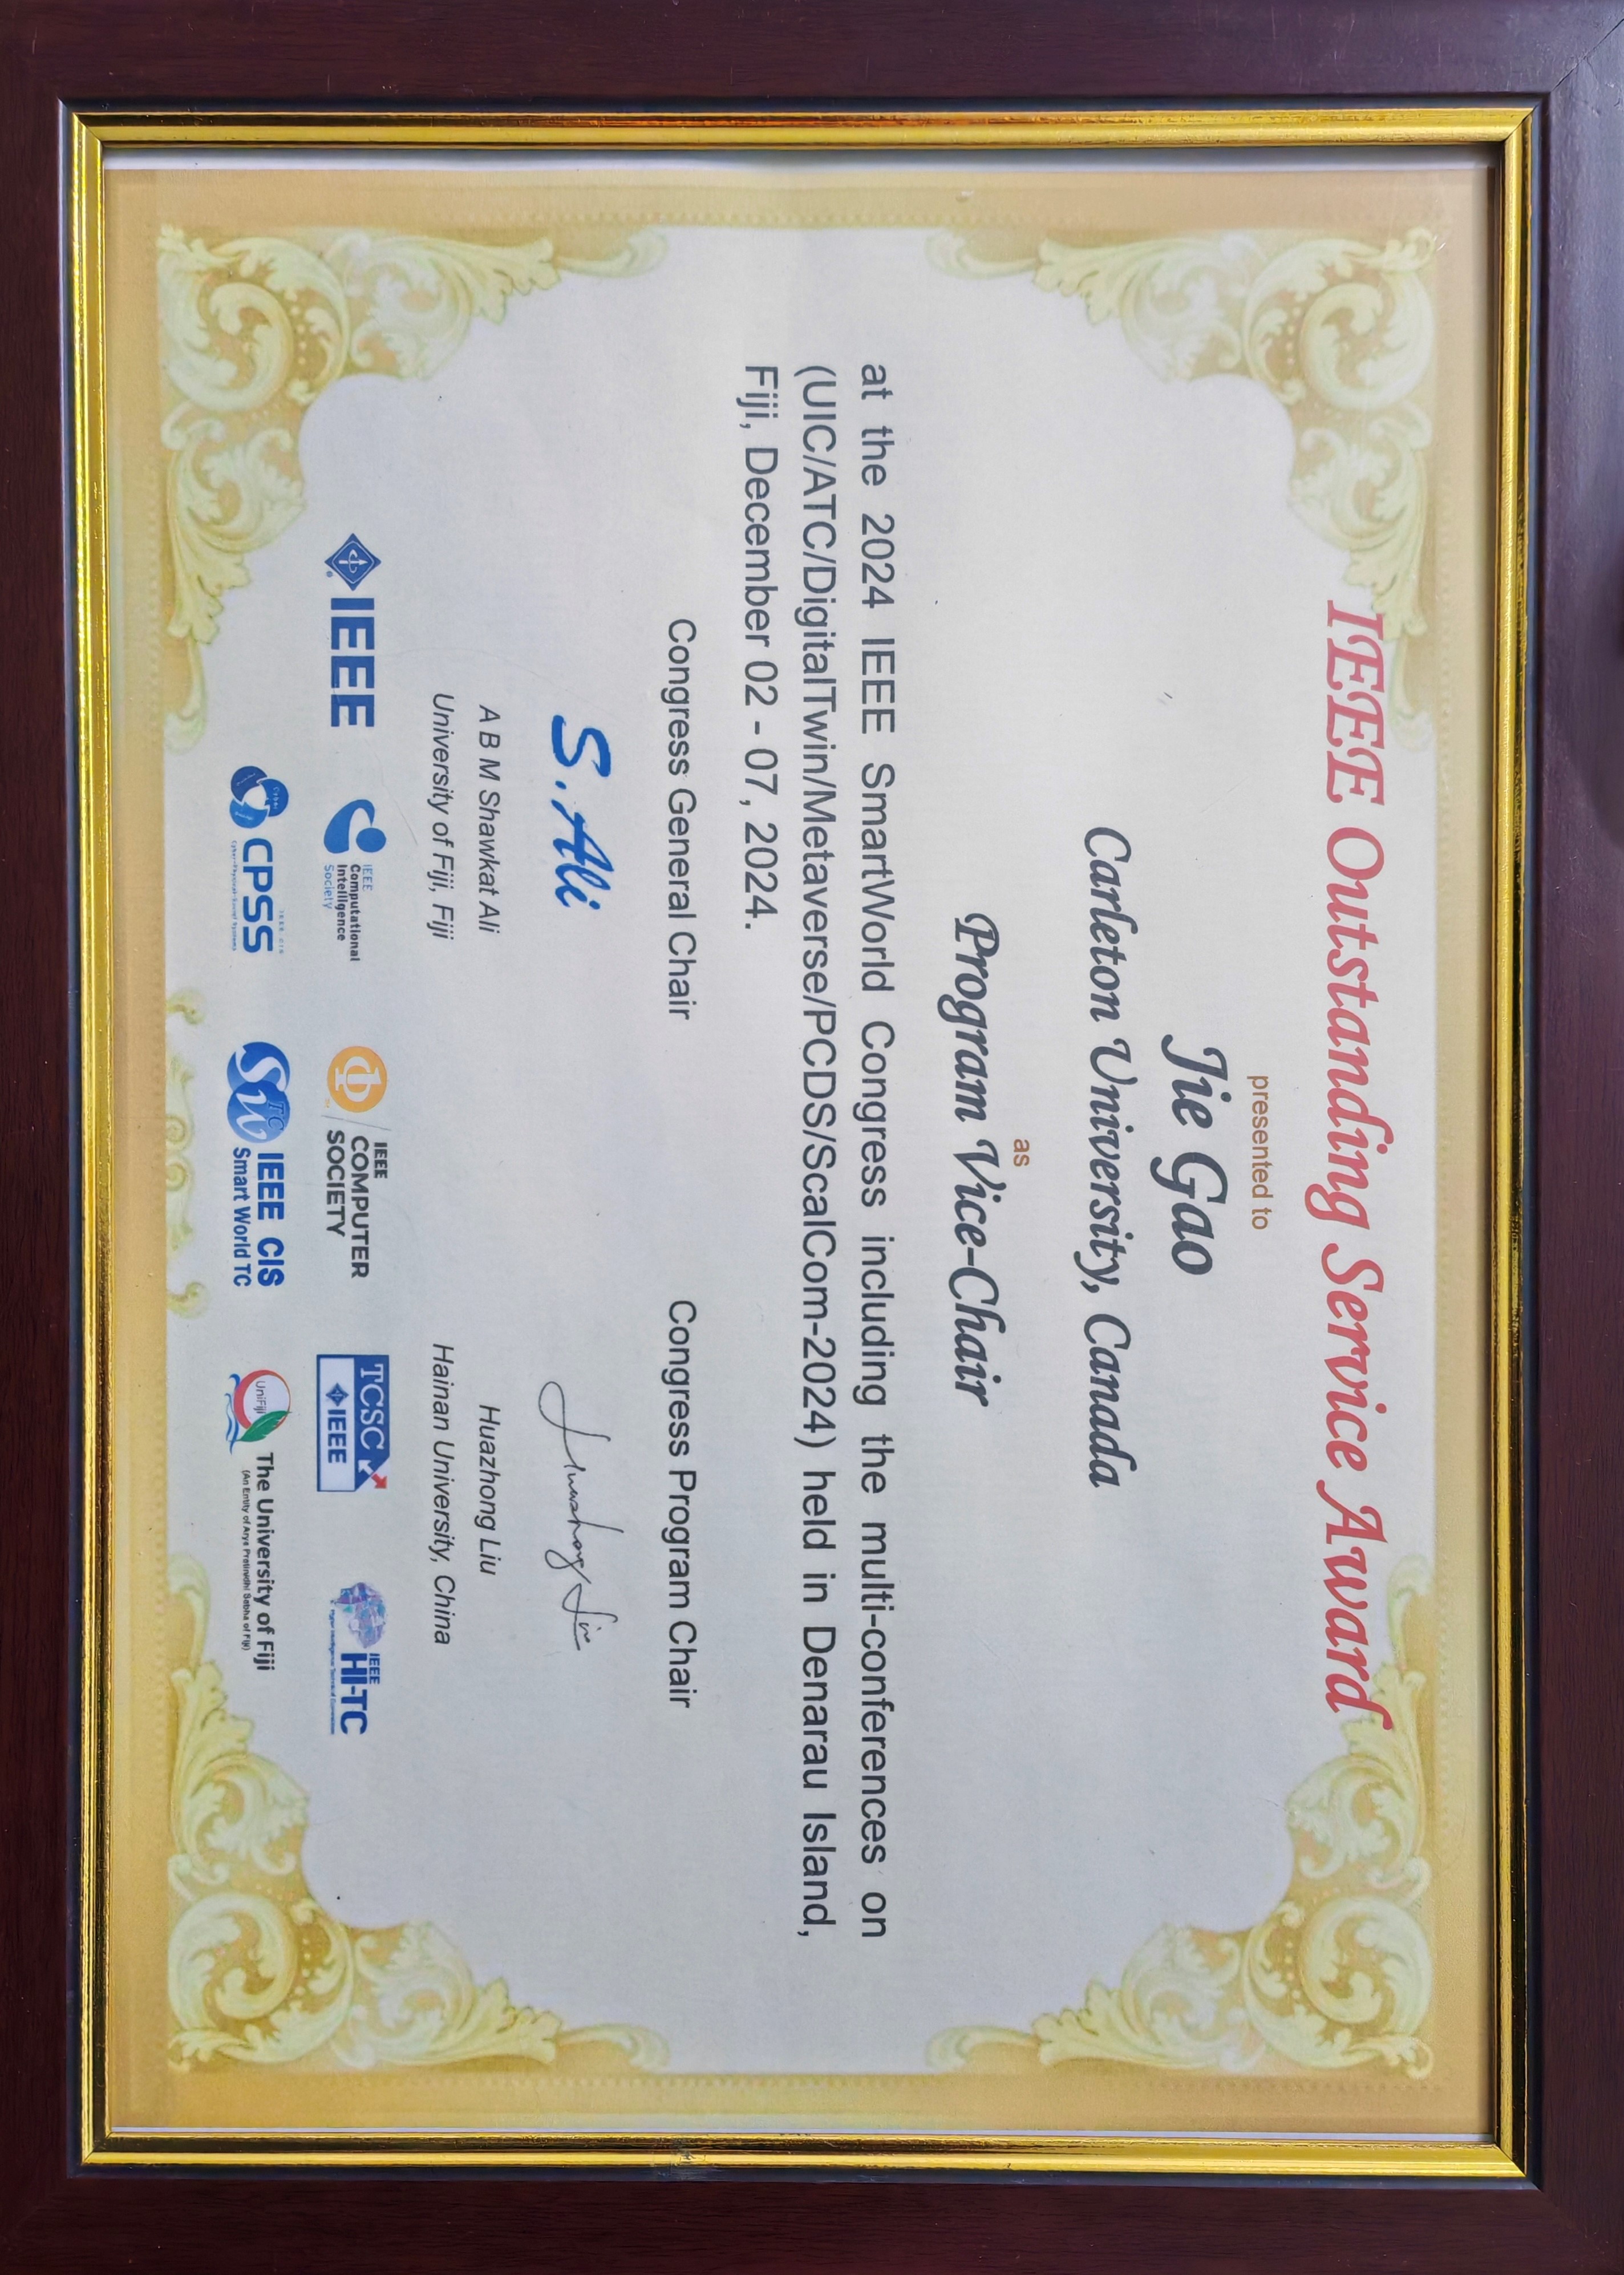 IEEE Outstanding Service Award
presented to
Jie Gao
Carleton University, Canada
as
Program Vice-Chair
at the 2024 IEEE SmartWorld Congress including the multi-conferences on
(UIC/ATC/DigitalTwin/Metaverse/PCDS/ScalCom-2024) held in Denarau Island,
Fiji, December 02 - 07, 2024.
Congress General Chair
Congress Program Chair
S. Ali
Huazhong Liu
A B M Shawkat Ali
Huazhong Liu
University of Fiji, Fiji
Hainan University, China
IEEE
IEEE
Computational
Intelligence
Society
IEEE
COMPUTER
SOCIETY
TCSC
IEEE
IEEE
HI-TC
Hyper Intelligence Technical Committee
IEEE CIS
Cyber
CPSS
Cyber-Physical-Social Systems
TC
SW
IEEE CIS
Smart World TC
UniFiji
The University of Fiji
(An Entity of Arya Pratinidhi Sabha of Fiji)